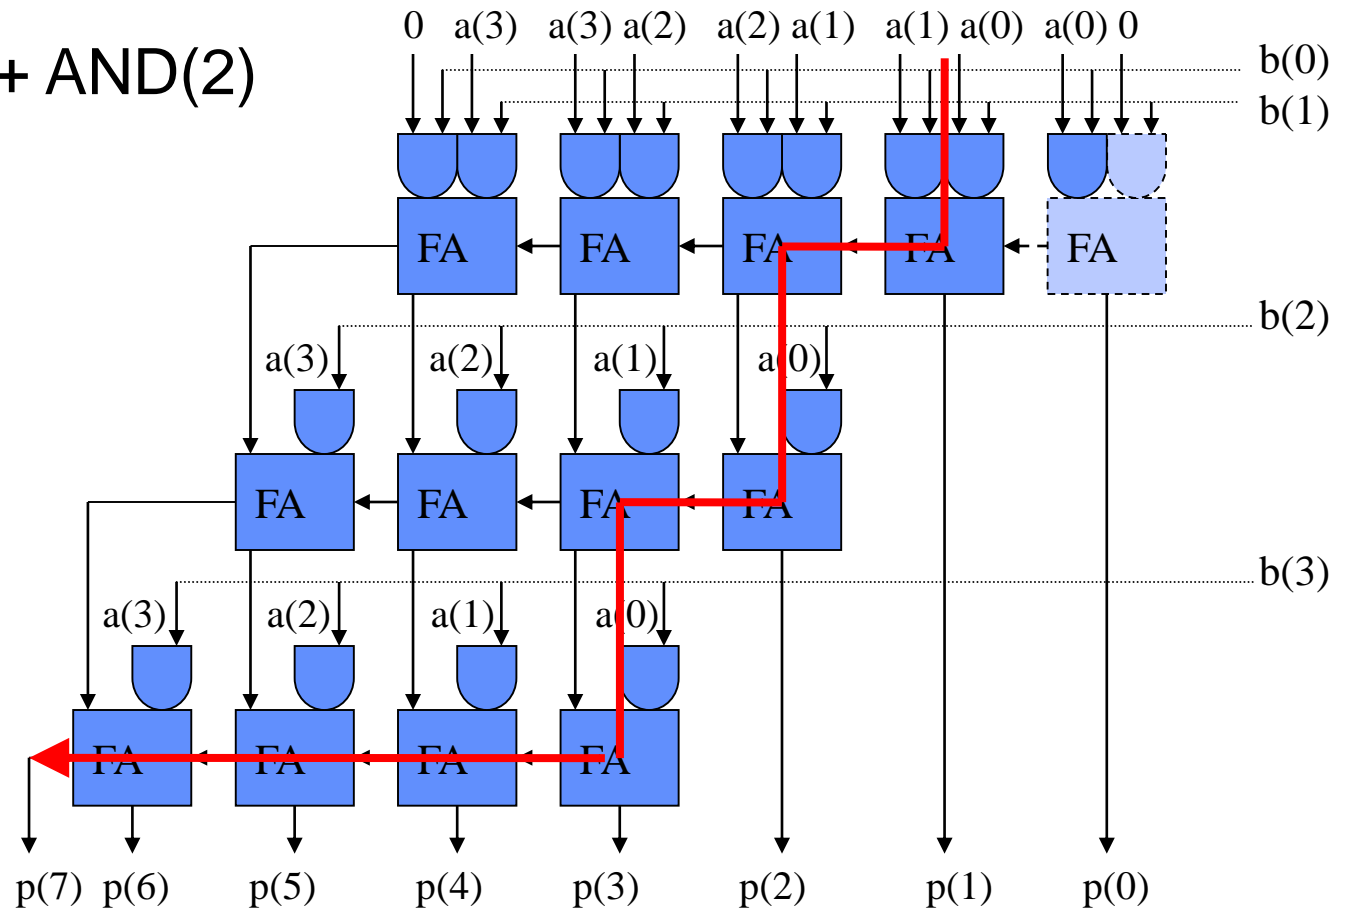 + AND(2)
0 a(3) a(3) a(2) a(2) a(1) a(1) a(0) a(0) 0
b(0)
b(1)
FA FA FA FA FA
b(2)
a(3) a(2) a(1) a(0)
FA FA FA FA
b(3)
a(3) a(2) a(1) a(0)
FA FA FA FA
p(7) p(6) p(5) p(4) p(3) p(2) p(1) p(0)